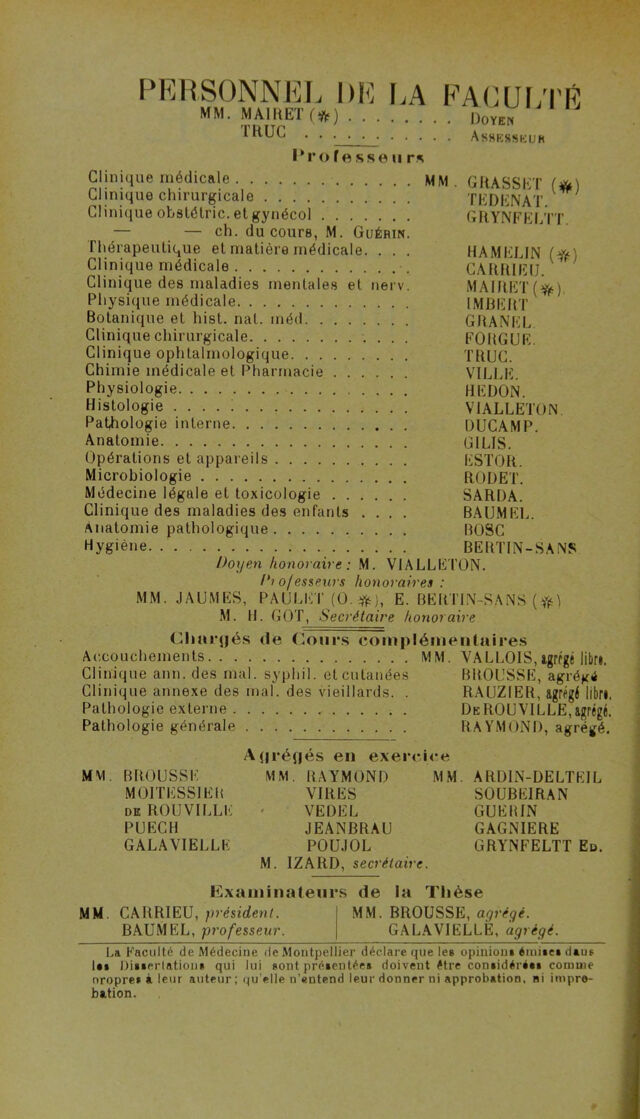 PERSONNEL DE LA FACULTÉ
MM. MAIRET (✻) . . . . . . . . DOYEN
TRUC . . . . . . . . . . . ASSESSEUR
Professeurs
Clinique médicale . . . . . . . . . . . . . MM. GRASSET (✻)
Clinique chirurgicale . . . . . . . . . . . TEDENAT.
Clinique obstétric. et gynécol . . . . . . . GRYNFELTT.
— — ch. du cours, M. GUÉRIN.
Thérapeutique et matière médicale. . . . HAMELIN (✻)
Clinique médicale . . . . . . . . . . . . . CARRIEU.
Clinique des maladies mentales et nerv. MAIRET (✻).
Physique médicale. . . . . . . . . . . . . IMBERT
Botanique et hist. nat. méd. . . . . . . . GRANEL
Clinique chirurgicale. . . . . . . . . . . FORGUE.
Clinique ophtalmologique. . . . . . . . . TRUC.
Chimie médicale et Pharmacie . . . . . . VILLE.
Physiologie. . . . . . . . . . . . . . . . HEDON.
Histologie . . . . . . . . . . . . . . . . VIALLETON.
Pathologie interne. . . . . . . . . . . . DUCAMP.
Anatomie. . . . . . . . . . . . . . . . . GILIS.
Opérations et appareils . . . . . . . . . ESTOR.
Microbiologie . . . . . . . . . . . . . . RODET.
Médecine légale et toxicologie . . . . . . SARDA.
Clinique des maladies des enfants . . . . BAUMEL.
Anatomie pathologique . . . . . . . . . . BOSC
Hygiène. . . . . . . . . . . . . . . . . . BERTIN-SANS
Doyen honoraire : M. VIALLETON.
Professeurs honoraires :
MM. JAUMES, PAULET (O. ✻), E. BERTIN-SANS (✻)
M. H. GOT, Secrétaire honoraire
Chargés de Cours complémentaires
Accouchements. . . . . . . . . . . . . . . MM. VALLOIS, agrégé libre.
Clinique ann. des mal. syphil. et cutanées BROUSSE, agrégé
Clinique annexe des mal. des vieillards. . RAUZIER, agrégé libre.
Pathologie externe . . . . . . . . . . . . DE ROUVILLE, agrégé.
Pathologie générale . . . . . . . . . . . RAYMOND, agrégé.
Agrégés en exercice
MM. BROUSSE MM. RAYMOND MM. ARDIN-DELTEIL
MOITESSIER VIRES SOUBEIRAN
DE ROUVILLE VEDEL GUERIN
PUECH JEANBRAU GAGNIERE
GALAVIELLE POUJOL GRYNFELTT ED.
M. IZARD, secrétaire.
Examinateurs de la Thèse
MM. CARRIEU, président. MM. BROUSSE, agrégé.
BAUMEL, professeur. GALAVIELLE, agrégé.
La Faculté de Médecine de Montpellier déclare que les opinions émises dans
les Dissertations qui lui sont présentées doivent être considérées comme
propres à leur auteur ; qu'elle n'entend leur donner ni approbation, ni impro-
bation.